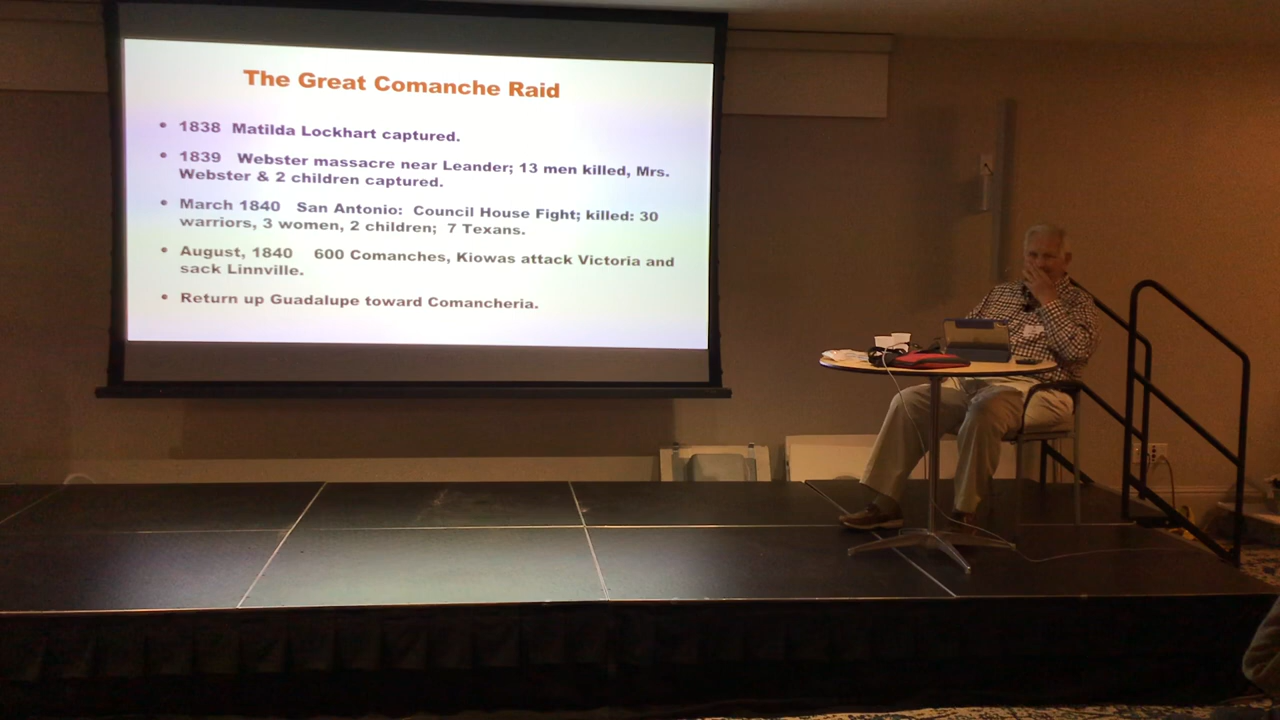 The Great Comanche Raid
• 1838 Matilda Lockhart captured.
• 1839 Webster massacre near Leander; 13 men killed, Mrs.
Webster & 2 children captured.
• March 1840 San Antonio: Council House Fight; killed: 30
warriors, 3 women, 2 children; 7 Texans.
• August, 1840 600 Comanches, Kiowas attack Victoria and
sack Linnville.
• Return up Guadalupe toward Comancheria.